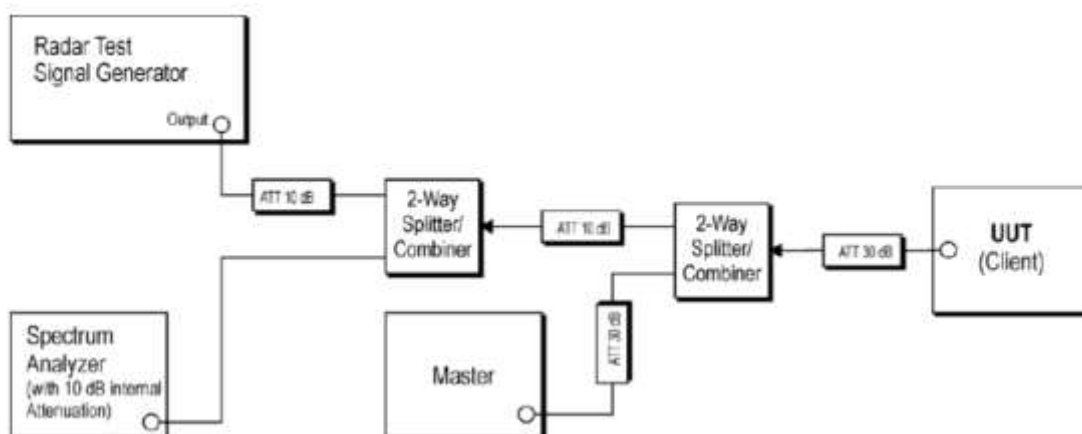 Radar Test
Signal Generator
Output
ATT 10 dB
2-Way
Splitter/
Combiner
ATT 10 dB
2-Way
Splitter/
Combiner
ATT 30 dB
UUT
(Client)
Spectrum
Analyzer
(with 10 dB internal
Attenuation)
Master
ATT 30 dB